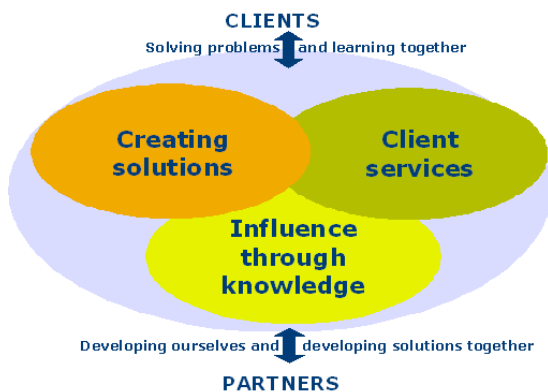 CLIENTS
Solving problems and learning together
Creating
solutions
Client
services
Influence
through
knowledge
Developing ourselves and developing solutions together
PARTNERS